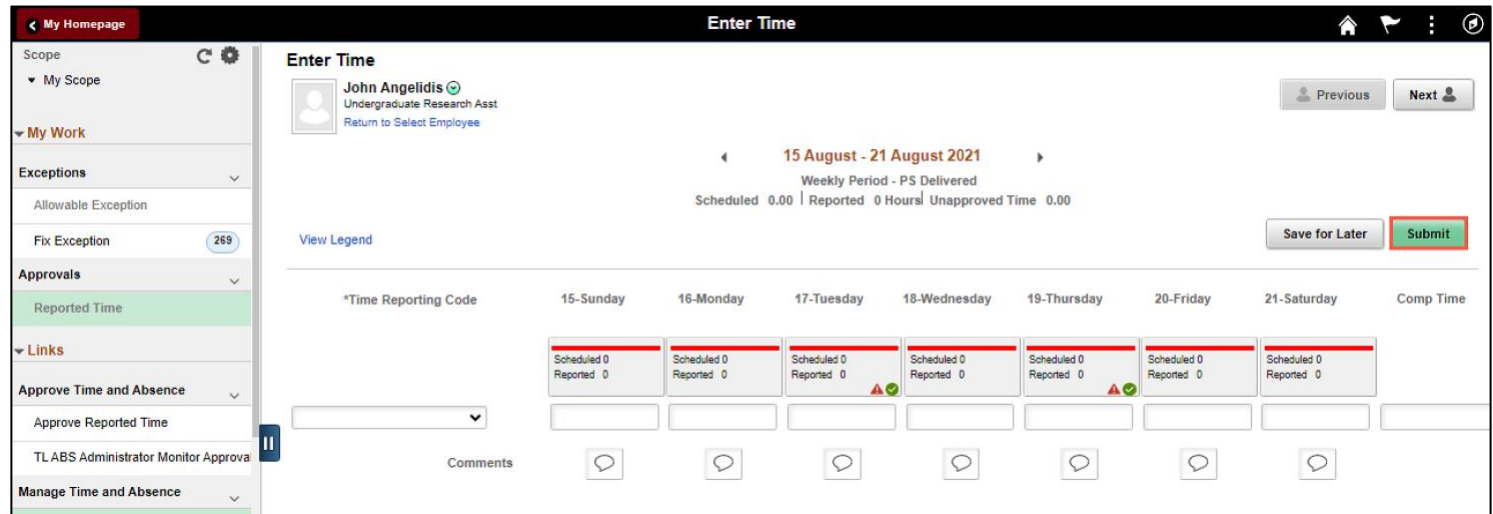 My Homepage
Enter Time
Scope
My Scope
My Work
Exceptions
Allowable Exception
Fix Exception 269
Approvals
Reported Time
Links
Approve Time and Absence
Approve Reported Time
TL ABS Administrator Monitor Approva
Manage Time and Absence
Enter Time
John Angelidis
Undergraduate Research Asst
Return to Select Employee
Previous Next
15 August - 21 August 2021
Weekly Period - PS Delivered
Scheduled 0.00 | Reported 0 Hours| Unapproved Time 0.00
View Legend
Save for Later Submit
*Time Reporting Code 15-Sunday 16-Monday 17-Tuesday 18-Wednesday 19-Thursday 20-Friday 21-Saturday Comp Time
Scheduled 0 Scheduled 0 Scheduled 0 Scheduled 0 Scheduled 0 Scheduled 0 Scheduled 0
Reported 0 Reported 0 Reported 0 Reported 0 Reported 0 Reported 0 Reported 0
Comments